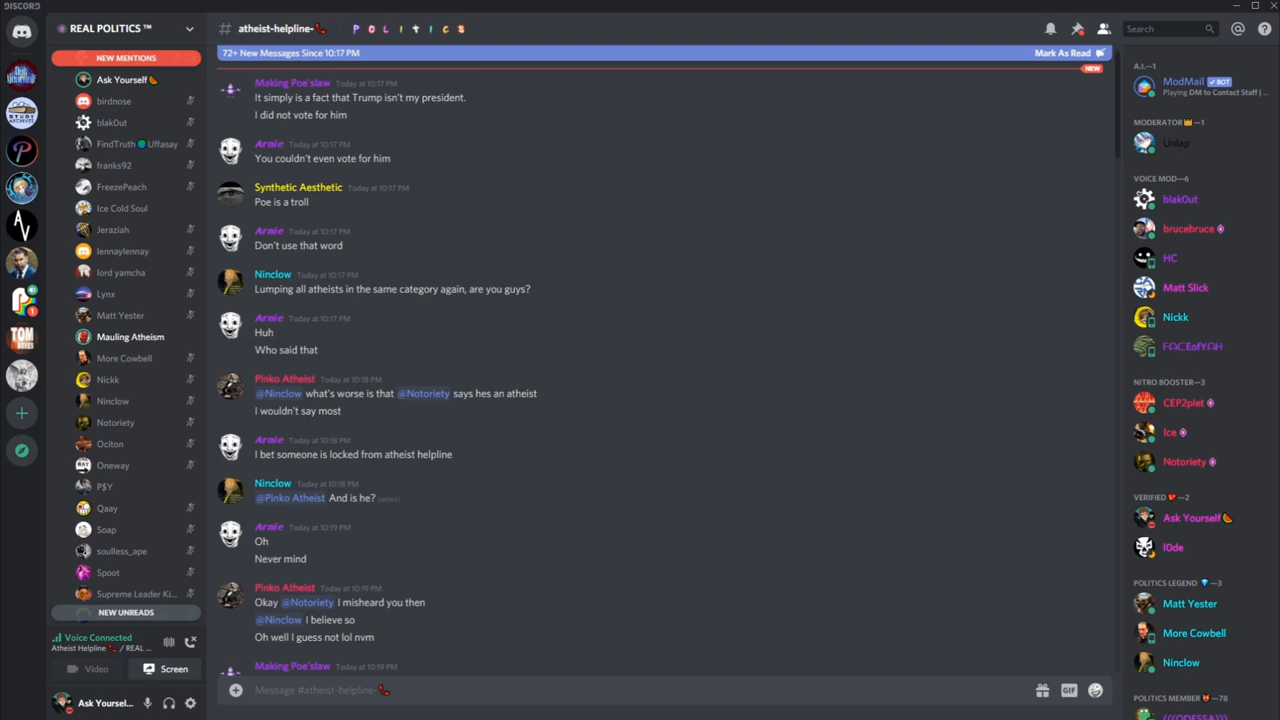 DISCORD
REAL POLITICS ™
NEW MENTIONS
Ask Yourself
birdnose
blak0ut
FindTruth Uffasay
franks92
FreezePeach
Ice Cold Soul
Jeraziah
lennaylennay
lord yamcha
Lynx
Matt Yester
Mauling Atheism
More Cowbell
Nickk
Ninclow
Notoriety
Ociton
Oneway
P$Y
Qaay
Soap
soulless_ape
Spoot
Supreme Leader Ki...
NEW UNREADS
Voice Connected
Atheist Helpline 📞 / REAL ...
Video
Screen
Ask Yoursel...
# atheist-helpline-📞
P O L I T I C S
Search
72+ New Messages Since 10:17 PM
Mark As Read
NEW
Making Poe'slaw Today at 10:17 PM
It simply is a fact that Trump isn't my president.
I did not vote for him
Arnie Today at 10:17 PM
You couldn't even vote for him
Synthetic Aesthetic Today at 10:17 PM
Poe is a troll
Arnie Today at 10:17 PM
Don't use that word
Ninclow Today at 10:17 PM
Lumping all atheists in the same category again, are you guys?
Arnie Today at 10:17 PM
Huh
Who said that
Pinko Atheist Today at 10:18 PM
@Ninclow what's worse is that @Notoriety says hes an atheist
I wouldn't say most
Arnie Today at 10:18 PM
I bet someone is locked from atheist helpline
Ninclow Today at 10:18 PM
@Pinko Atheist And is he? (edited)
Arnie Today at 10:19 PM
Oh
Never mind
Pinko Atheist Today at 10:19 PM
Okay @Notoriety I misheard you then
@Ninclow I believe so
Oh well I guess not lol nvm
Making Poe'slaw Today at 10:19 PM
Message #atheist-helpline-📞
GIF
A.I.—1
ModMail BOT
Playing DM to Contact Staff | ...
MODERATOR 👑—1
Unlap
VOICE MOD—6
blak0ut
brucebruce
HC
Matt Slick
Nickk
FACEofYAH
NITRO BOOSTER—3
CEP2plet
Ice
Notoriety
VERIFIED—2
Ask Yourself
l0de
POLITICS LEGEND 💎—3
Matt Yester
More Cowbell
Ninclow
POLITICS MEMBER—78